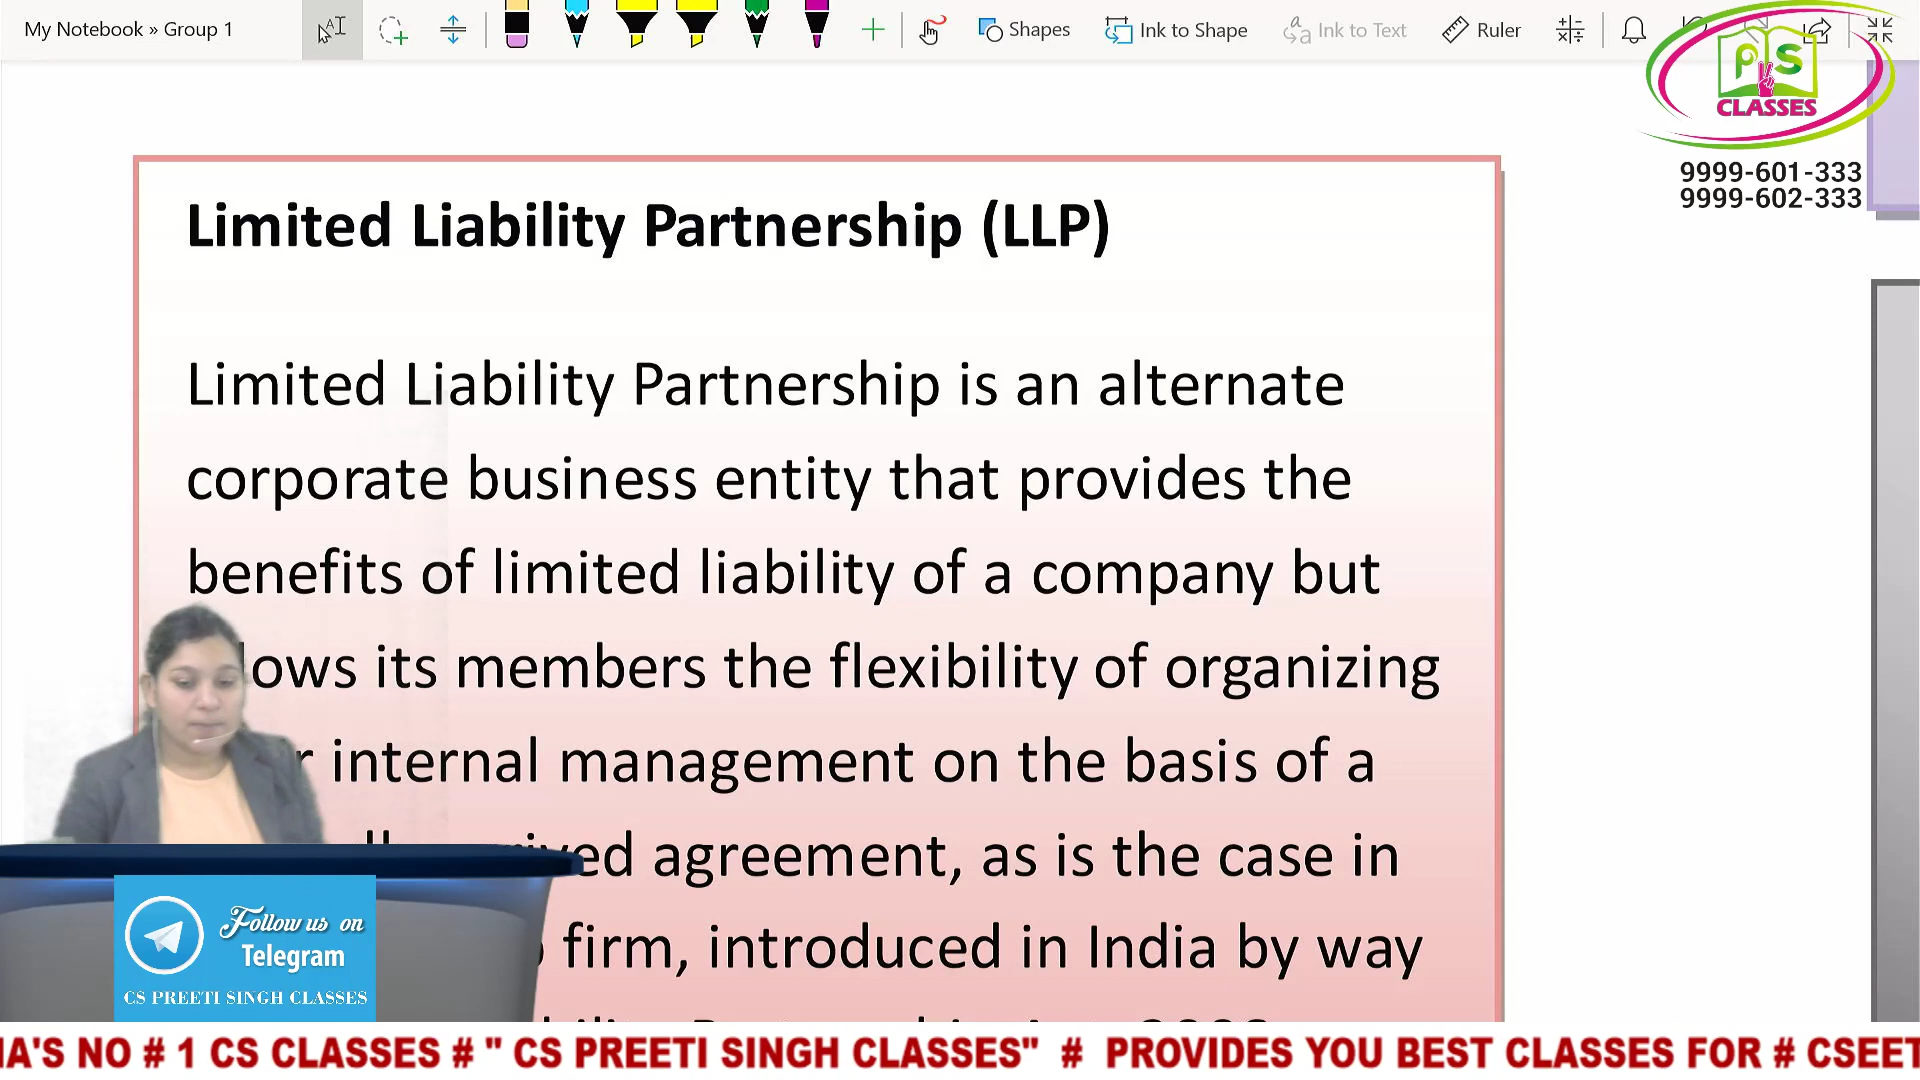 My Notebook » Group 1
Shapes
Ink to Shape
Ink to Text
Ruler
PS
CLASSES
9999-601-333
9999-602-333
Limited Liability Partnership (LLP)
Limited Liability Partnership is an alternate
corporate business entity that provides the
benefits of limited liability of a company but
its members the flexibility of organizing
internal management on the basis of a
agreement, as is the case in
firm, introduced in India by way
Follow us on
Telegram
CS PREETI SINGH CLASSES
IA'S NO # 1 CS CLASSES # " CS PREETI SINGH CLASSES" # PROVIDES YOU BEST CLASSES FOR # CSEET